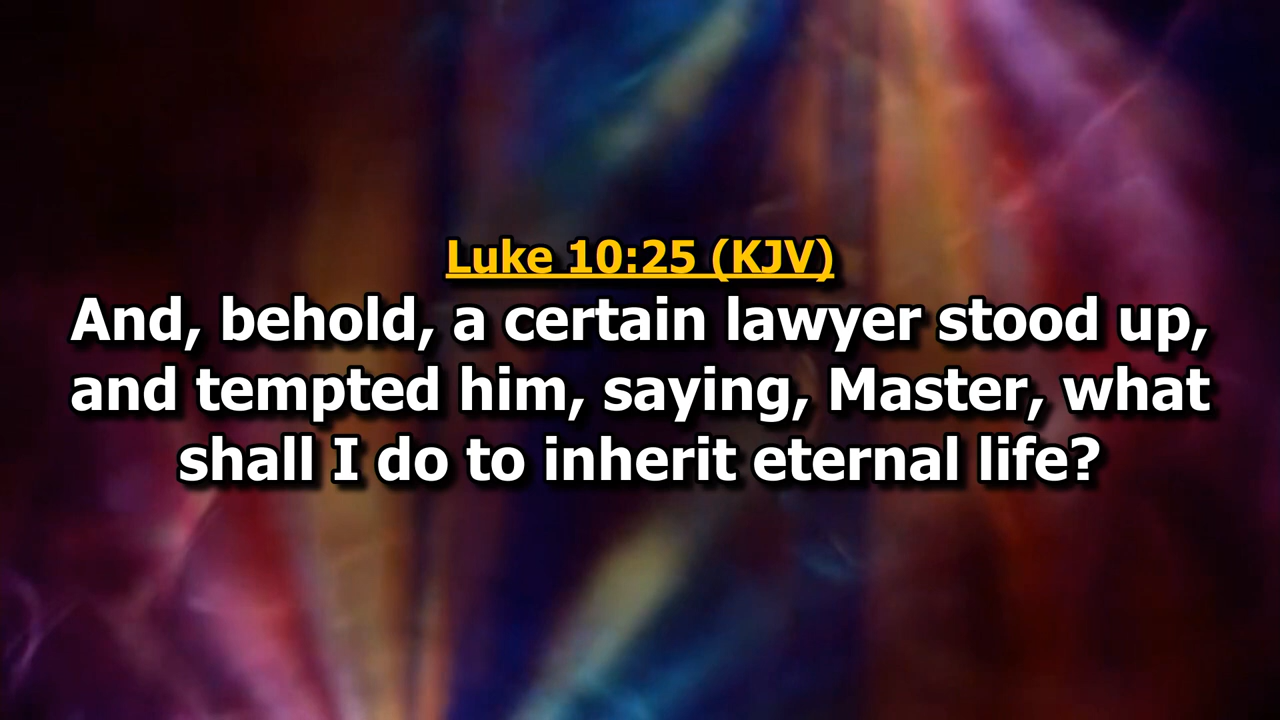 Luke 10:25 (KJV)
And, behold, a certain lawyer stood up,
and tempted him, saying, Master, what
shall I do to inherit eternal life?